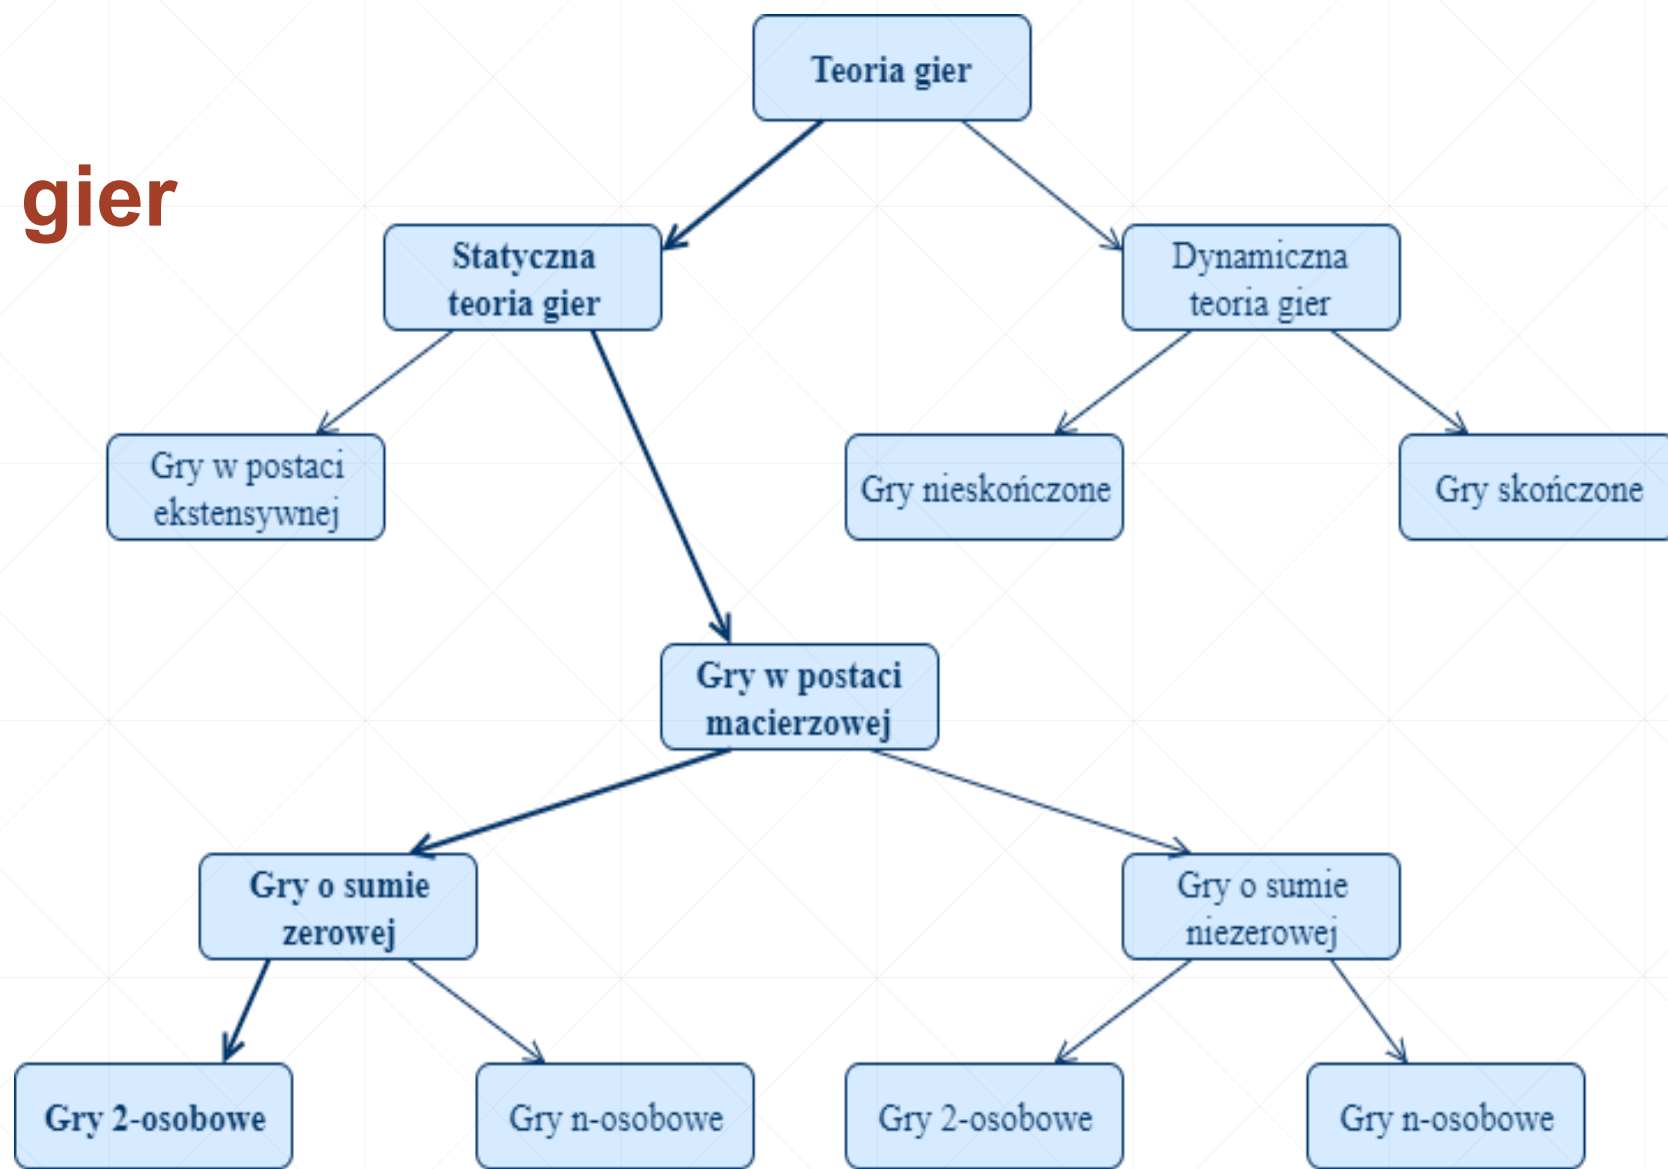 Teoria gier
gier
Statyczna
teoria gier
Dynamiczna
teoria gier
Gry w postaci
ekstensywnej
Gry nieskończone
Gry skończone
Gry w postaci
macierzowej
Gry o sumie
zerowej
Gry o sumie
niezerowej
Gry 2-osobowe
Gry n-osobowe
Gry 2-osobowe
Gry n-osobowe